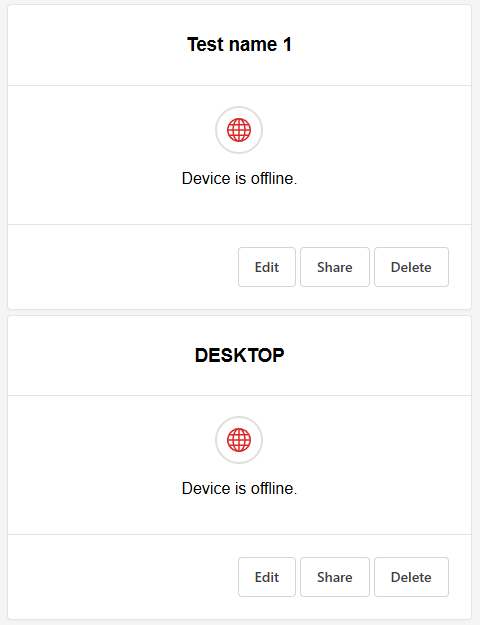 Test name 1
Device is offline.
Edit Share Delete
DESKTOP
Device is offline.
Edit Share Delete